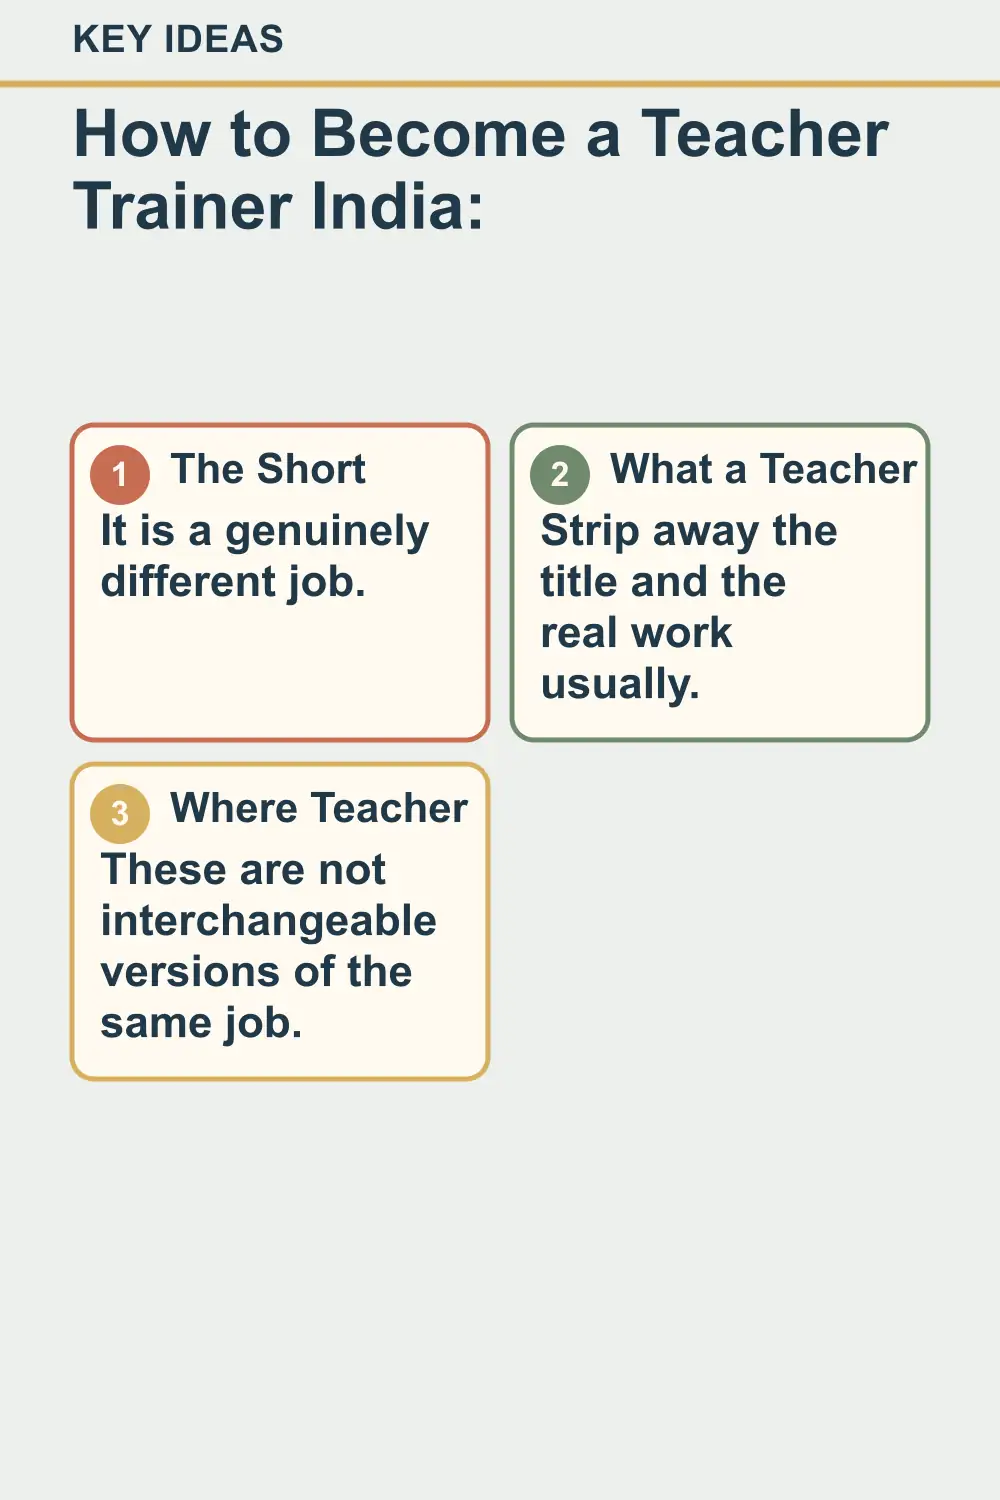 KEY IDEAS
How to Become a Teacher
Trainer India:
1 The Short
It is a genuinely
different job.
2 What a Teacher
Strip away the
title and the
real work
usually.
3 Where Teacher
These are not
interchangeable
versions of the
same job.